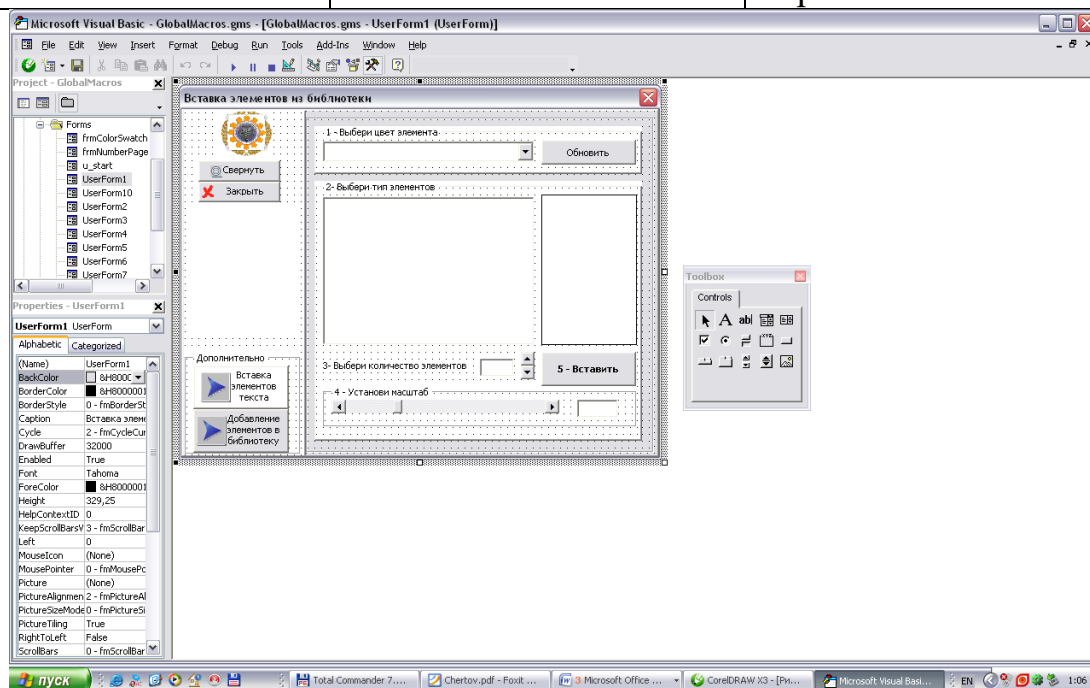 Microsoft Visual Basic - GlobalMacros.gms - [GlobalMacros.gms - UserForm1 (UserForm)]
File Edit View Insert Format Debug Run Tools Add-Ins Window Help
Project - GlobalMacros
Forms
frmColorSwatch
frmNumberPage
u_start
UserForm1
UserForm10
UserForm2
UserForm3
UserForm4
UserForm5
UserForm6
UserForm7
Properties - UserForm1
UserForm1 UserForm
Alphabetic Categorized
(Name) UserForm1
BackColor &H8000
BorderColor &H8000001
BorderStyle 0 - fmBorderSt
Caption Вставка элеме
Cycle 2 - fmCycleCur
DrawBuffer 32000
Enabled True
Font Tahoma
ForeColor &H8000001
Height 329,25
HelpContextID 0
KeepScrollBarsV 3 - fmScrollBar
Left 0
MouseIcon (None)
MousePointer 0 - fmMousePo
Picture (None)
PictureAlignmen 2 - fmPictureAl
PictureSizeMode 0 - fmPictureSi
PictureTiling True
RightToLeft False
ScrollBars 0 - fmScrollBar
Вставка элементов из библиотеки
Свернуть
Закрыть
1 - Выбери цвет элемента
Обновить
2- Выбери тип элементов
Дополнительно
Вставка
элементов
текста
Добавление
элементов в
библиотеку
3- Выбери количество элементов
5 - Вставить
4 - Установи масштаб
Toolbox
Controls
A ab
пуск
Total Commander 7....
Chertov.pdf - Foxit ...
3 Microsoft Office ...
CorelDRAW X3 - [Ри...
Microsoft Visual Basi...
EN
1:06